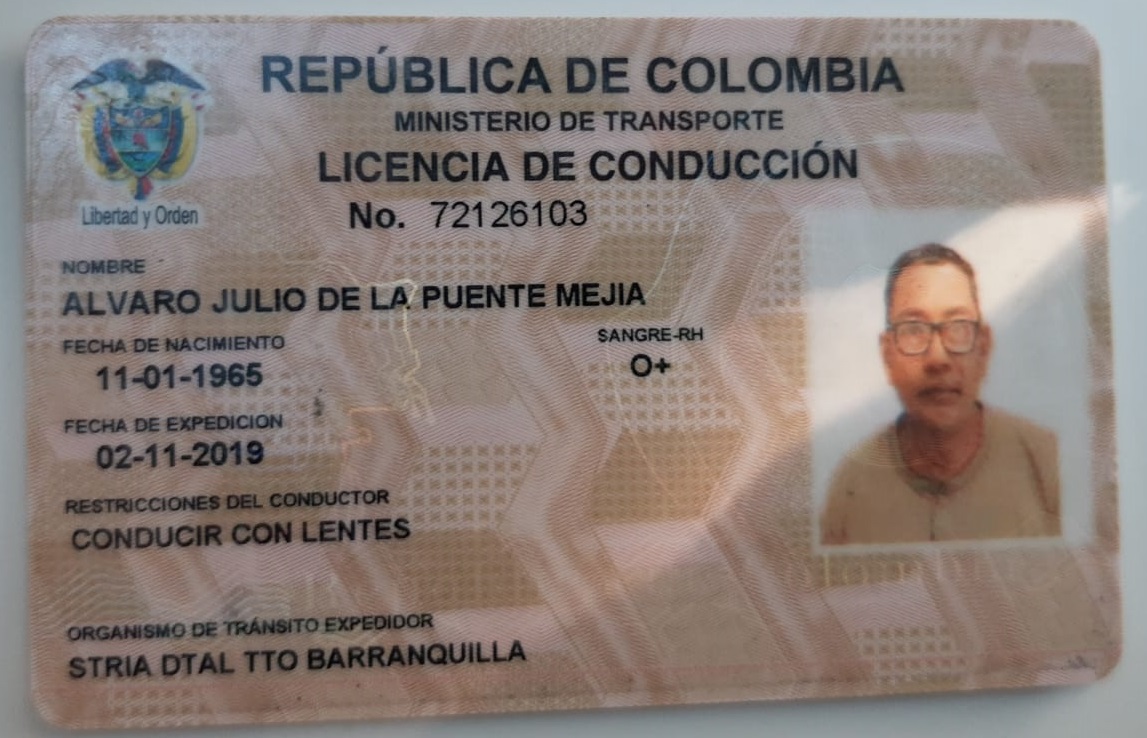 REPÚBLICA DE COLOMBIA
MINISTERIO DE TRANSPORTE
LICENCIA DE CONDUCCIÓN
No. 72126103
Libertad y Orden
NOMBRE
ALVARO JULIO DE LA PUENTE MEJIA
FECHA DE NACIMIENTO
11-01-1965
SANGRE-RH
O+
FECHA DE EXPEDICION
02-11-2019
RESTRICCIONES DEL CONDUCTOR
CONDUCIR CON LENTES
ORGANISMO DE TRÁNSITO EXPEDIDOR
STRIA DTAL TTO BARRANQUILLA